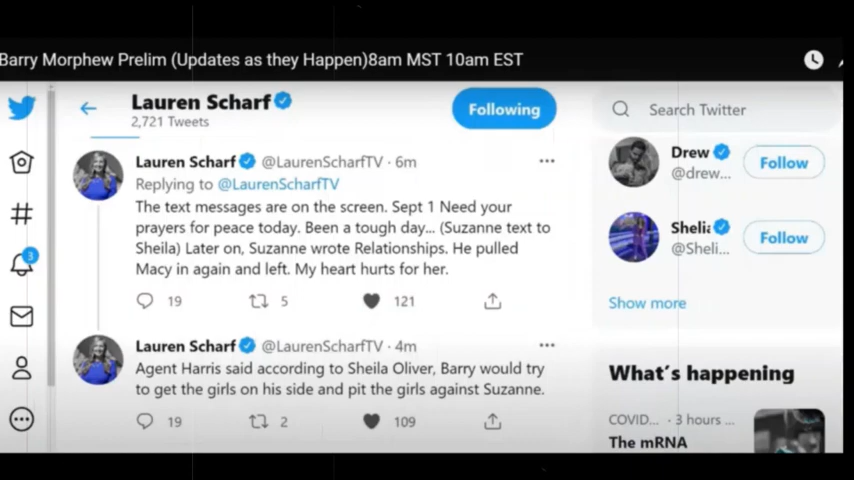 Barry Morphew Prelim (Updates as they Happen)8am MST 10am EST
Lauren Scharf
2,721 Tweets
Following
Search Twitter
Lauren Scharf @LaurenScharfTV · 6m
Replying to @LaurenScharfTV
The text messages are on the screen. Sept 1 Need your
prayers for peace today. Been a tough day... (Suzanne text to
Sheila) Later on, Suzanne wrote Relationships. He pulled
Macy in again and left. My heart hurts for her.
19 5 121
Lauren Scharf @LaurenScharfTV · 4m
Agent Harris said according to Sheila Oliver, Barry would try
to get the girls on his side and pit the girls against Suzanne.
19 2 109
3
Drew
@drew...
Follow
Shelia
@Sheli...
Follow
Show more
What's happening
COVID... · 3 hours ...
The mRNA